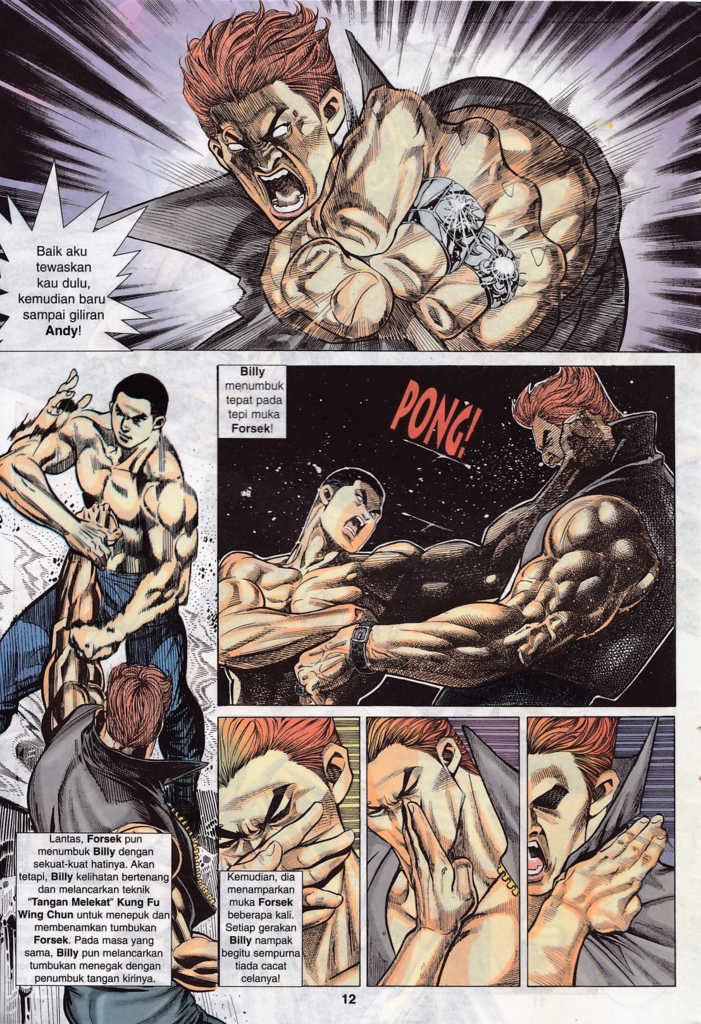 Baik aku
tewaskan
kau dulu,
kemudian baru
sampai giliran
Andy!
Billy
menumbuk
tepat pada
tepi muka
Forsek!
PONG!
Lantas, Forsek pun
menumbuk Billy dengan
sekuat-kuat hatinya. Akan
tetapi, Billy kelihatan bertenang
dan melancarkan teknik
"Tangan Melekat" Kung Fu
Wing Chun untuk menepuk dan
membenamkan tumbukan
Forsek. Pada masa yang
sama, Billy pun melancarkan
tumbukan menegak dengan
penumbuk tangan kirinya.
Kemudian, dia
menamparkan
muka Forsek
beberapa kali.
Setiap gerakan
Billy nampak
begitu sempurna
tiada cacat
celanya!
12